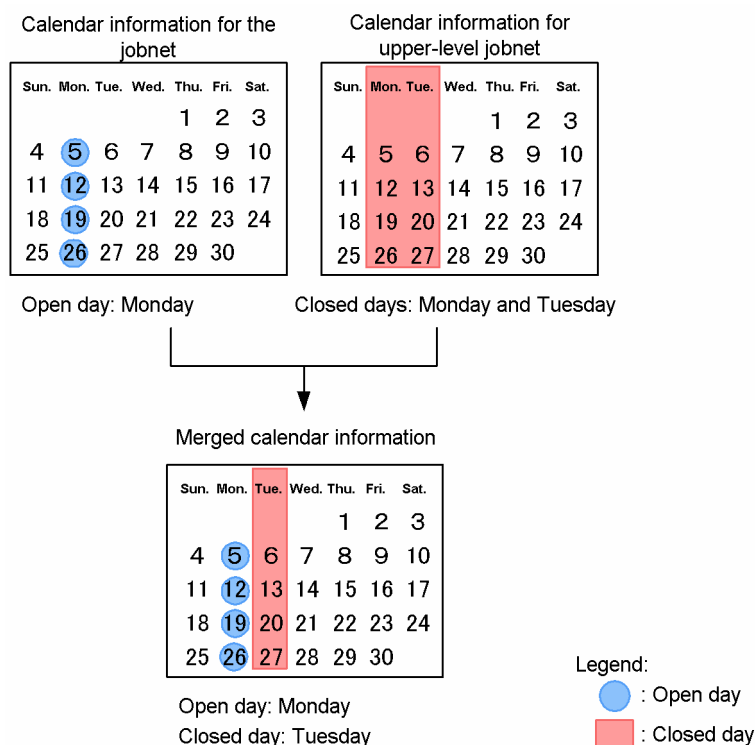 Calendar information for the
jobnet
Sun. Mon. Tue. Wed. Thu. Fri. Sat.
1 2 3
4 5 6 7 8 9 10
11 12 13 14 15 16 17
18 19 20 21 22 23 24
25 26 27 28 29 30
Open day: Monday
Calendar information for
upper-level jobnet
Sun. Mon. Tue. Wed. Thu. Fri. Sat.
1 2 3
4 5 6 7 8 9 10
11 12 13 14 15 16 17
18 19 20 21 22 23 24
25 26 27 28 29 30
Closed days: Monday and Tuesday
Merged calendar information
Sun. Mon. Tue. Wed. Thu. Fri. Sat.
1 2 3
4 5 6 7 8 9 10
11 12 13 14 15 16 17
18 19 20 21 22 23 24
25 26 27 28 29 30
Open day: Monday
Closed day: Tuesday
Legend:
: Open day
: Closed day